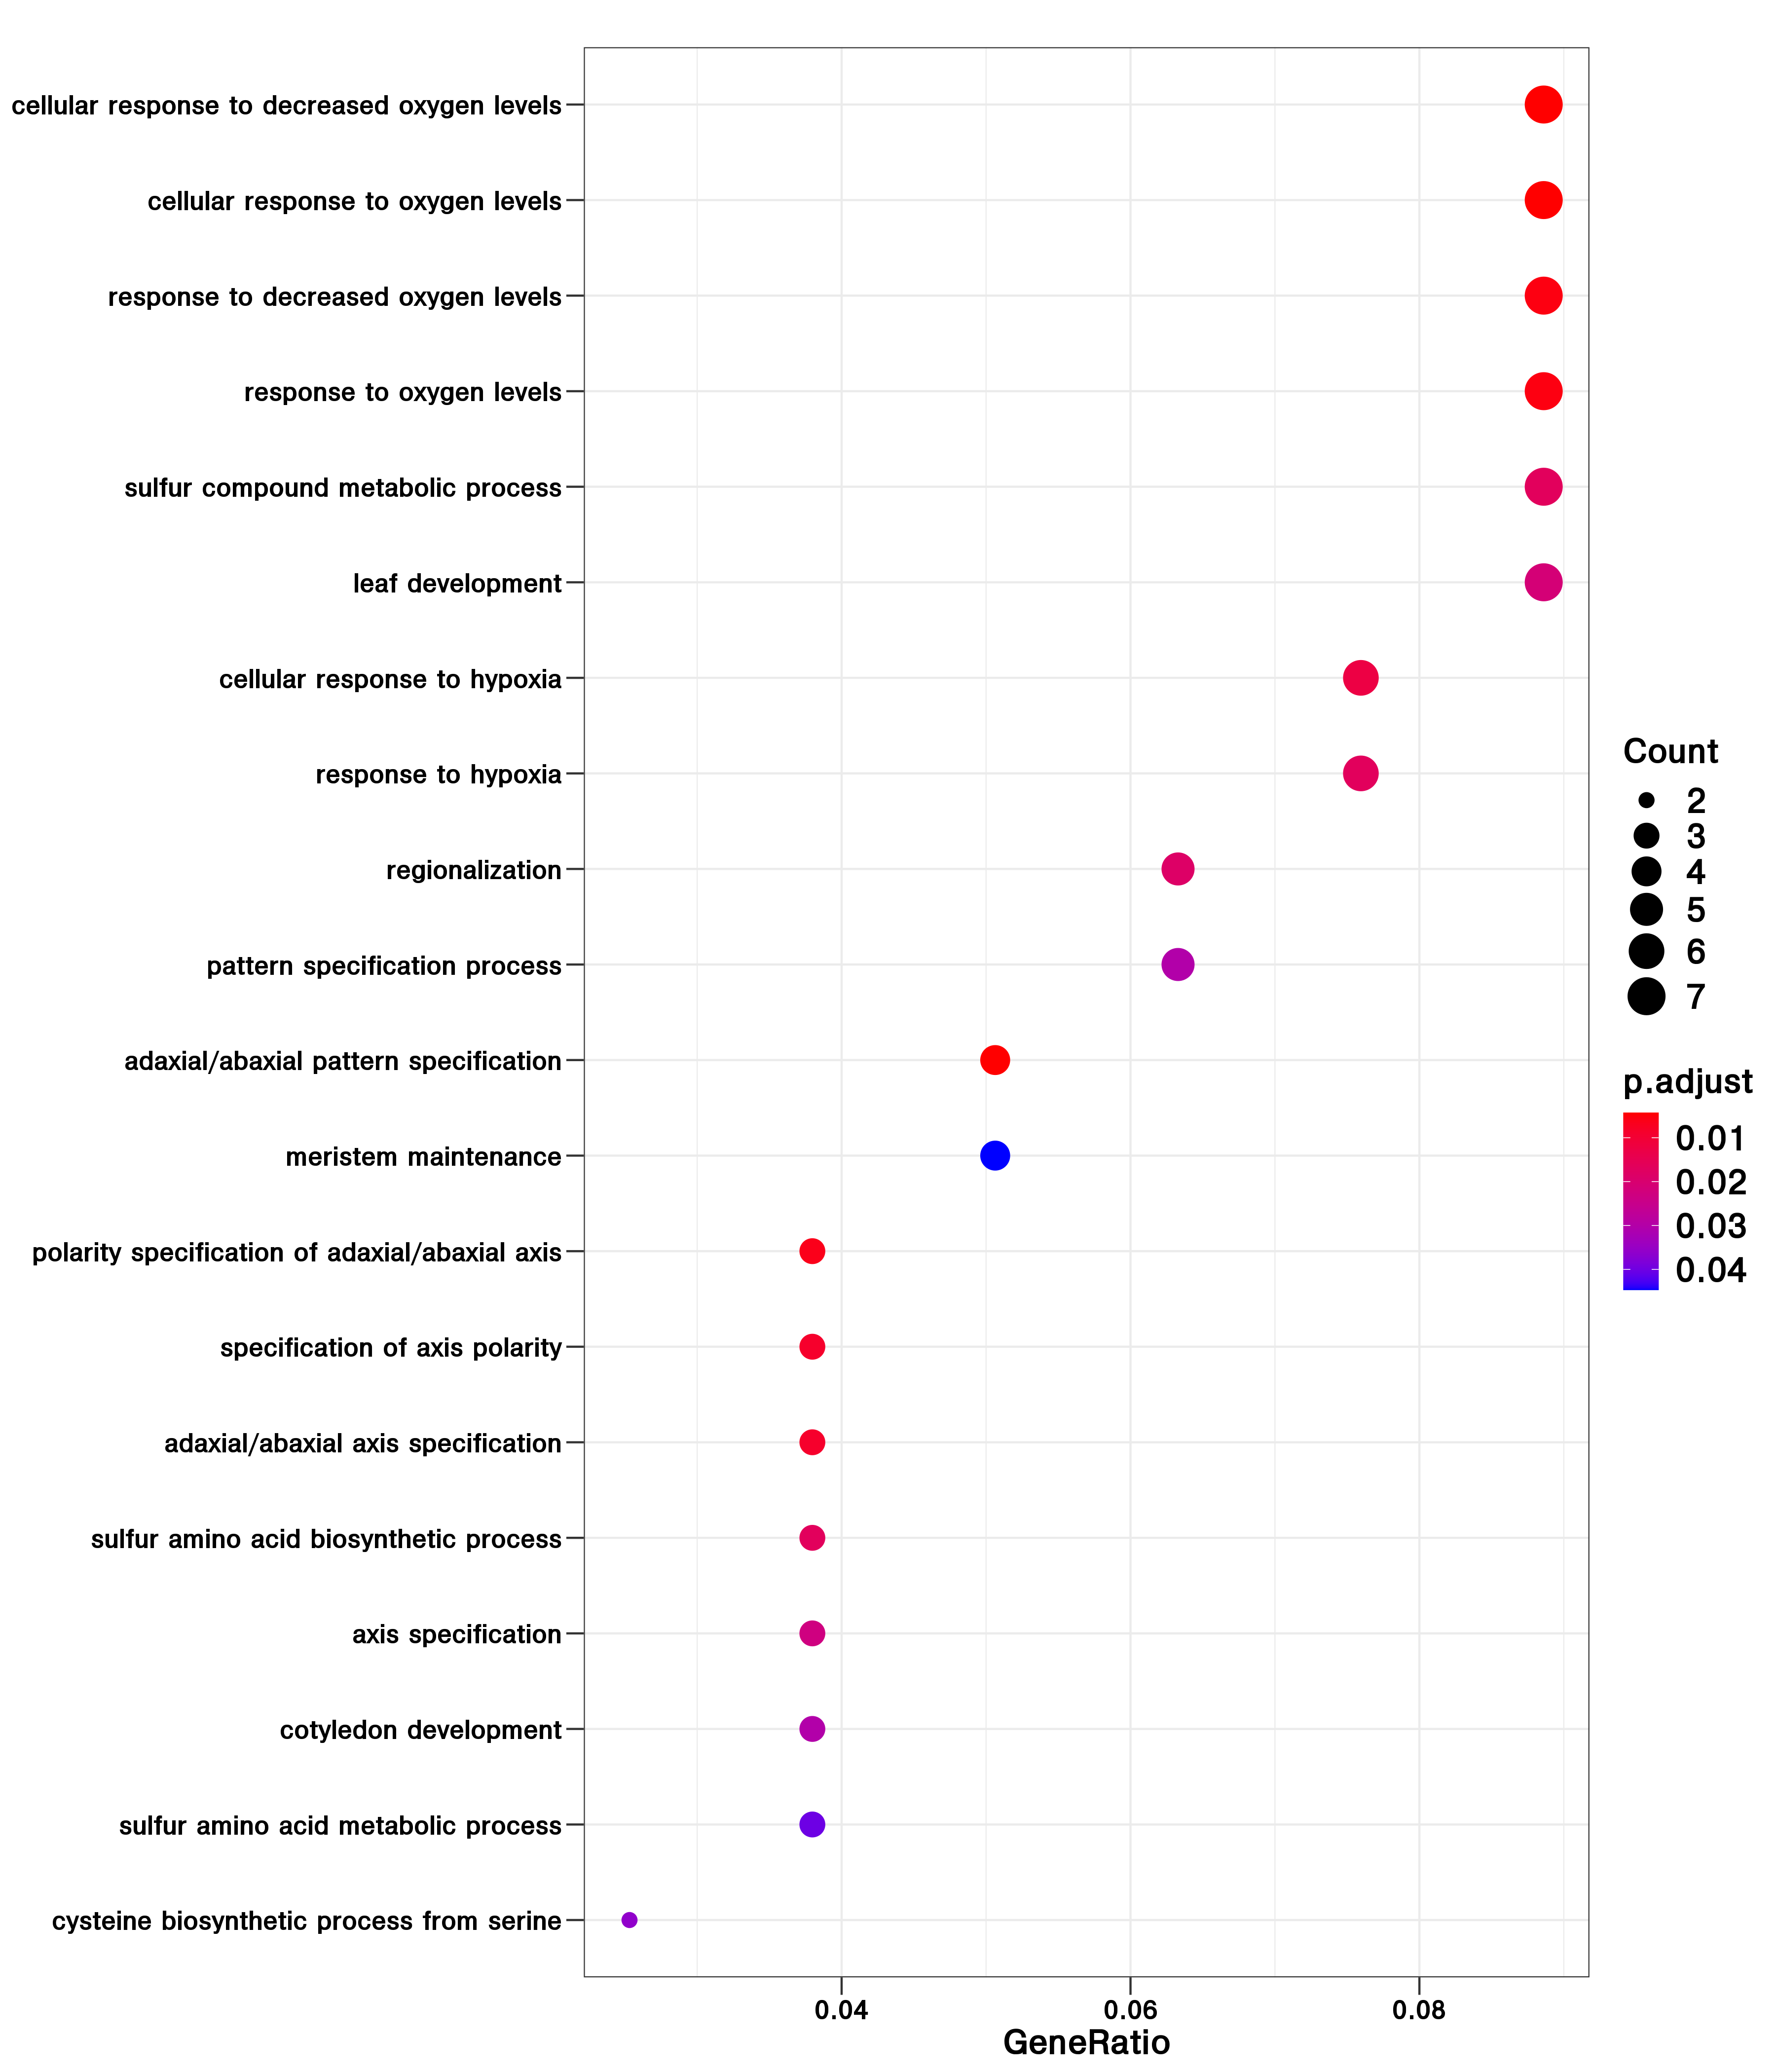 cellular response to decreased oxygen levels
cellular response to oxygen levels
response to decreased oxygen levels
response to oxygen levels
sulfur compound metabolic process
leaf development
cellular response to hypoxia
response to hypoxia
regionalization
pattern specification process
adaxial/abaxial pattern specification
meristem maintenance
polarity specification of adaxial/abaxial axis
specification of axis polarity
adaxial/abaxial axis specification
sulfur amino acid biosynthetic process
axis specification
cotyledon development
sulfur amino acid metabolic process
cysteine biosynthetic process from serine
0.04 0.06 0.08
GeneRatio
Count
2
3
4
5
6
7
p.adjust
0.01
0.02
0.03
0.04